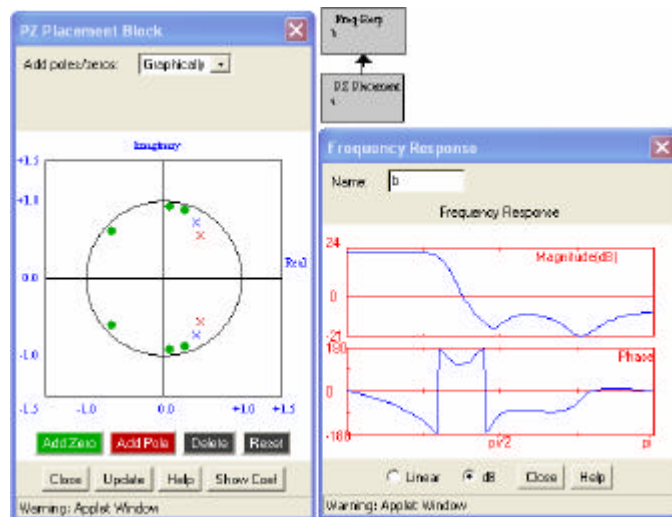 PZ Placement Block
Add poles/zeros: Graphically
Imaginary
+1.5
+1.0
0.0
-1.0
Real
-1.5 -1.0 0.0 +1.0 +1.5
Add Zero Add Pole Delete Reset
Close Update Help Show Coef
Warning: Applet Window
Freq Resp
b
PZ Placement
Frequency Response
Name: b
Frequency Response
24
Magnitude(dB)
0
-21
180
Phase
0
-180
pi/2 pi
Linear dB Close Help
Warning: Applet Window